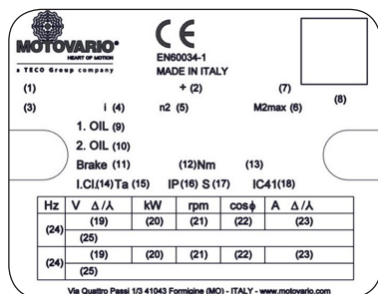 MOTOVARIO®
HEART OF MOTION
a TECO Group company
CE
EN60034-1
MADE IN ITALY
(1) + (2) (7)
(3) i (4) n2 (5) M2max (6) (8)
1. OIL (9)
2. OIL (10)
Brake (11) (12)Nm (13)
I.Cl.(14)Ta (15) IP(16) S (17) IC41(18)
Hz V Δ/⅄ kW rpm cosϕ A Δ/⅄
(24) (19) (20) (21) (22) (23)
(25)
(24) (19) (20) (21) (22) (23)
(25)
Via Quattro Passi 1/3 41043 Formigine (MO) - ITALY - www.motovario.com